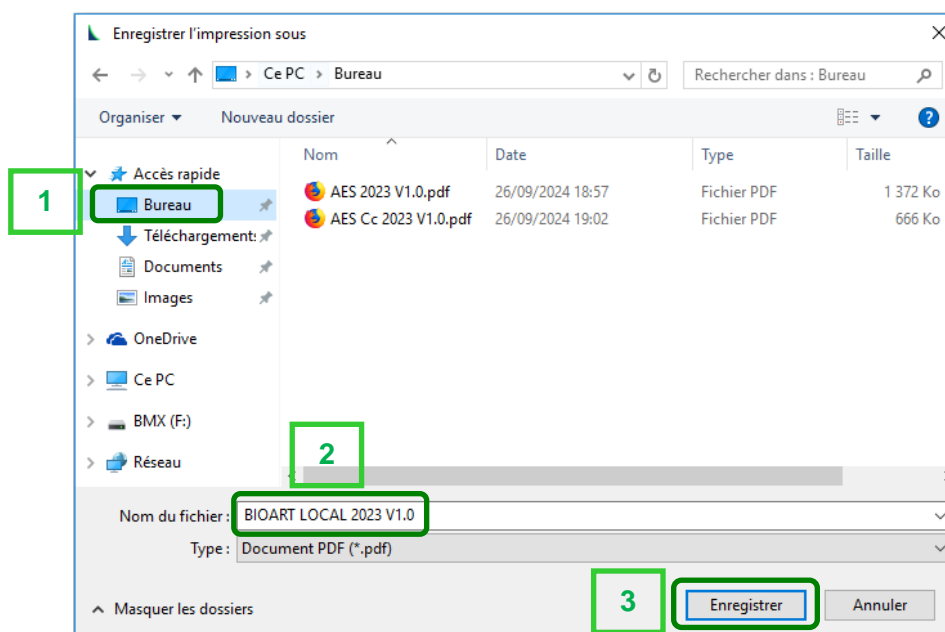 Enregistrer l'impression sous
Ce PC > Bureau
Rechercher dans : Bureau
Organiser
Nouveau dossier
Nom
Date
Type
Taille
1
Accès rapide
Bureau
Téléchargements
Documents
Images
OneDrive
Ce PC
BMX (F:)
Réseau
AES 2023 V1.0.pdf 26/09/2024 18:57 Fichier PDF 1 372 Ko
AES Cc 2023 V1.0.pdf 26/09/2024 19:02 Fichier PDF 666 Ko
2
Nom du fichier : BIOART LOCAL 2023 V1.0
Type : Document PDF (*.pdf)
Masquer les dossiers
3
Enregistrer
Annuler